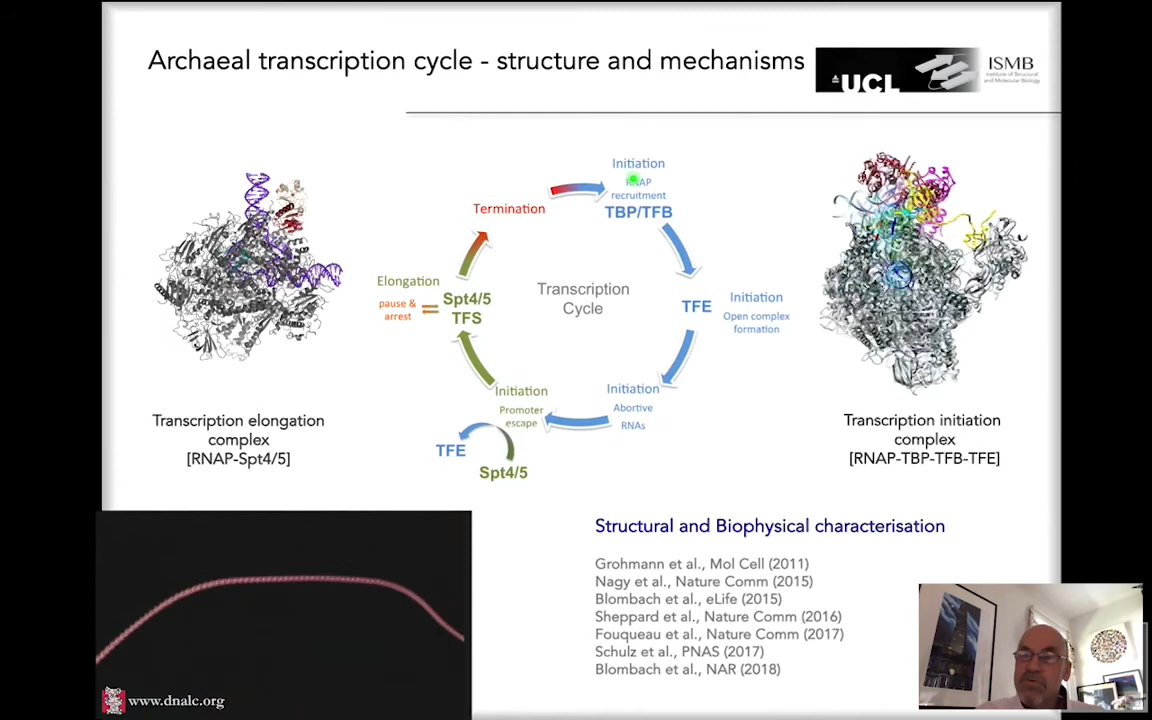 Archaeal transcription cycle - structure and mechanisms
UCL
ISMB
Institute of Structural
and Molecular Biology
Initiation
RNAP
recruitment
TBP/TFB
Termination
Elongation
pause &
arrest
Spt4/5
TFS
Transcription
Cycle
TFE
Initiation
Open complex
formation
Initiation
Promoter
escape
Initiation
Abortive
RNAs
TFE
Spt4/5
Transcription elongation
complex
[RNAP-Spt4/5]
Transcription initiation
complex
[RNAP-TBP-TFB-TFE]
Structural and Biophysical characterisation
Grohmann et al., Mol Cell (2011)
Nagy et al., Nature Comm (2015)
Blombach et al., eLife (2015)
Sheppard et al., Nature Comm (2016)
Fouqueau et al., Nature Comm (2017)
Schulz et al., PNAS (2017)
Blombach et al., NAR (2018)
www.dnalc.org